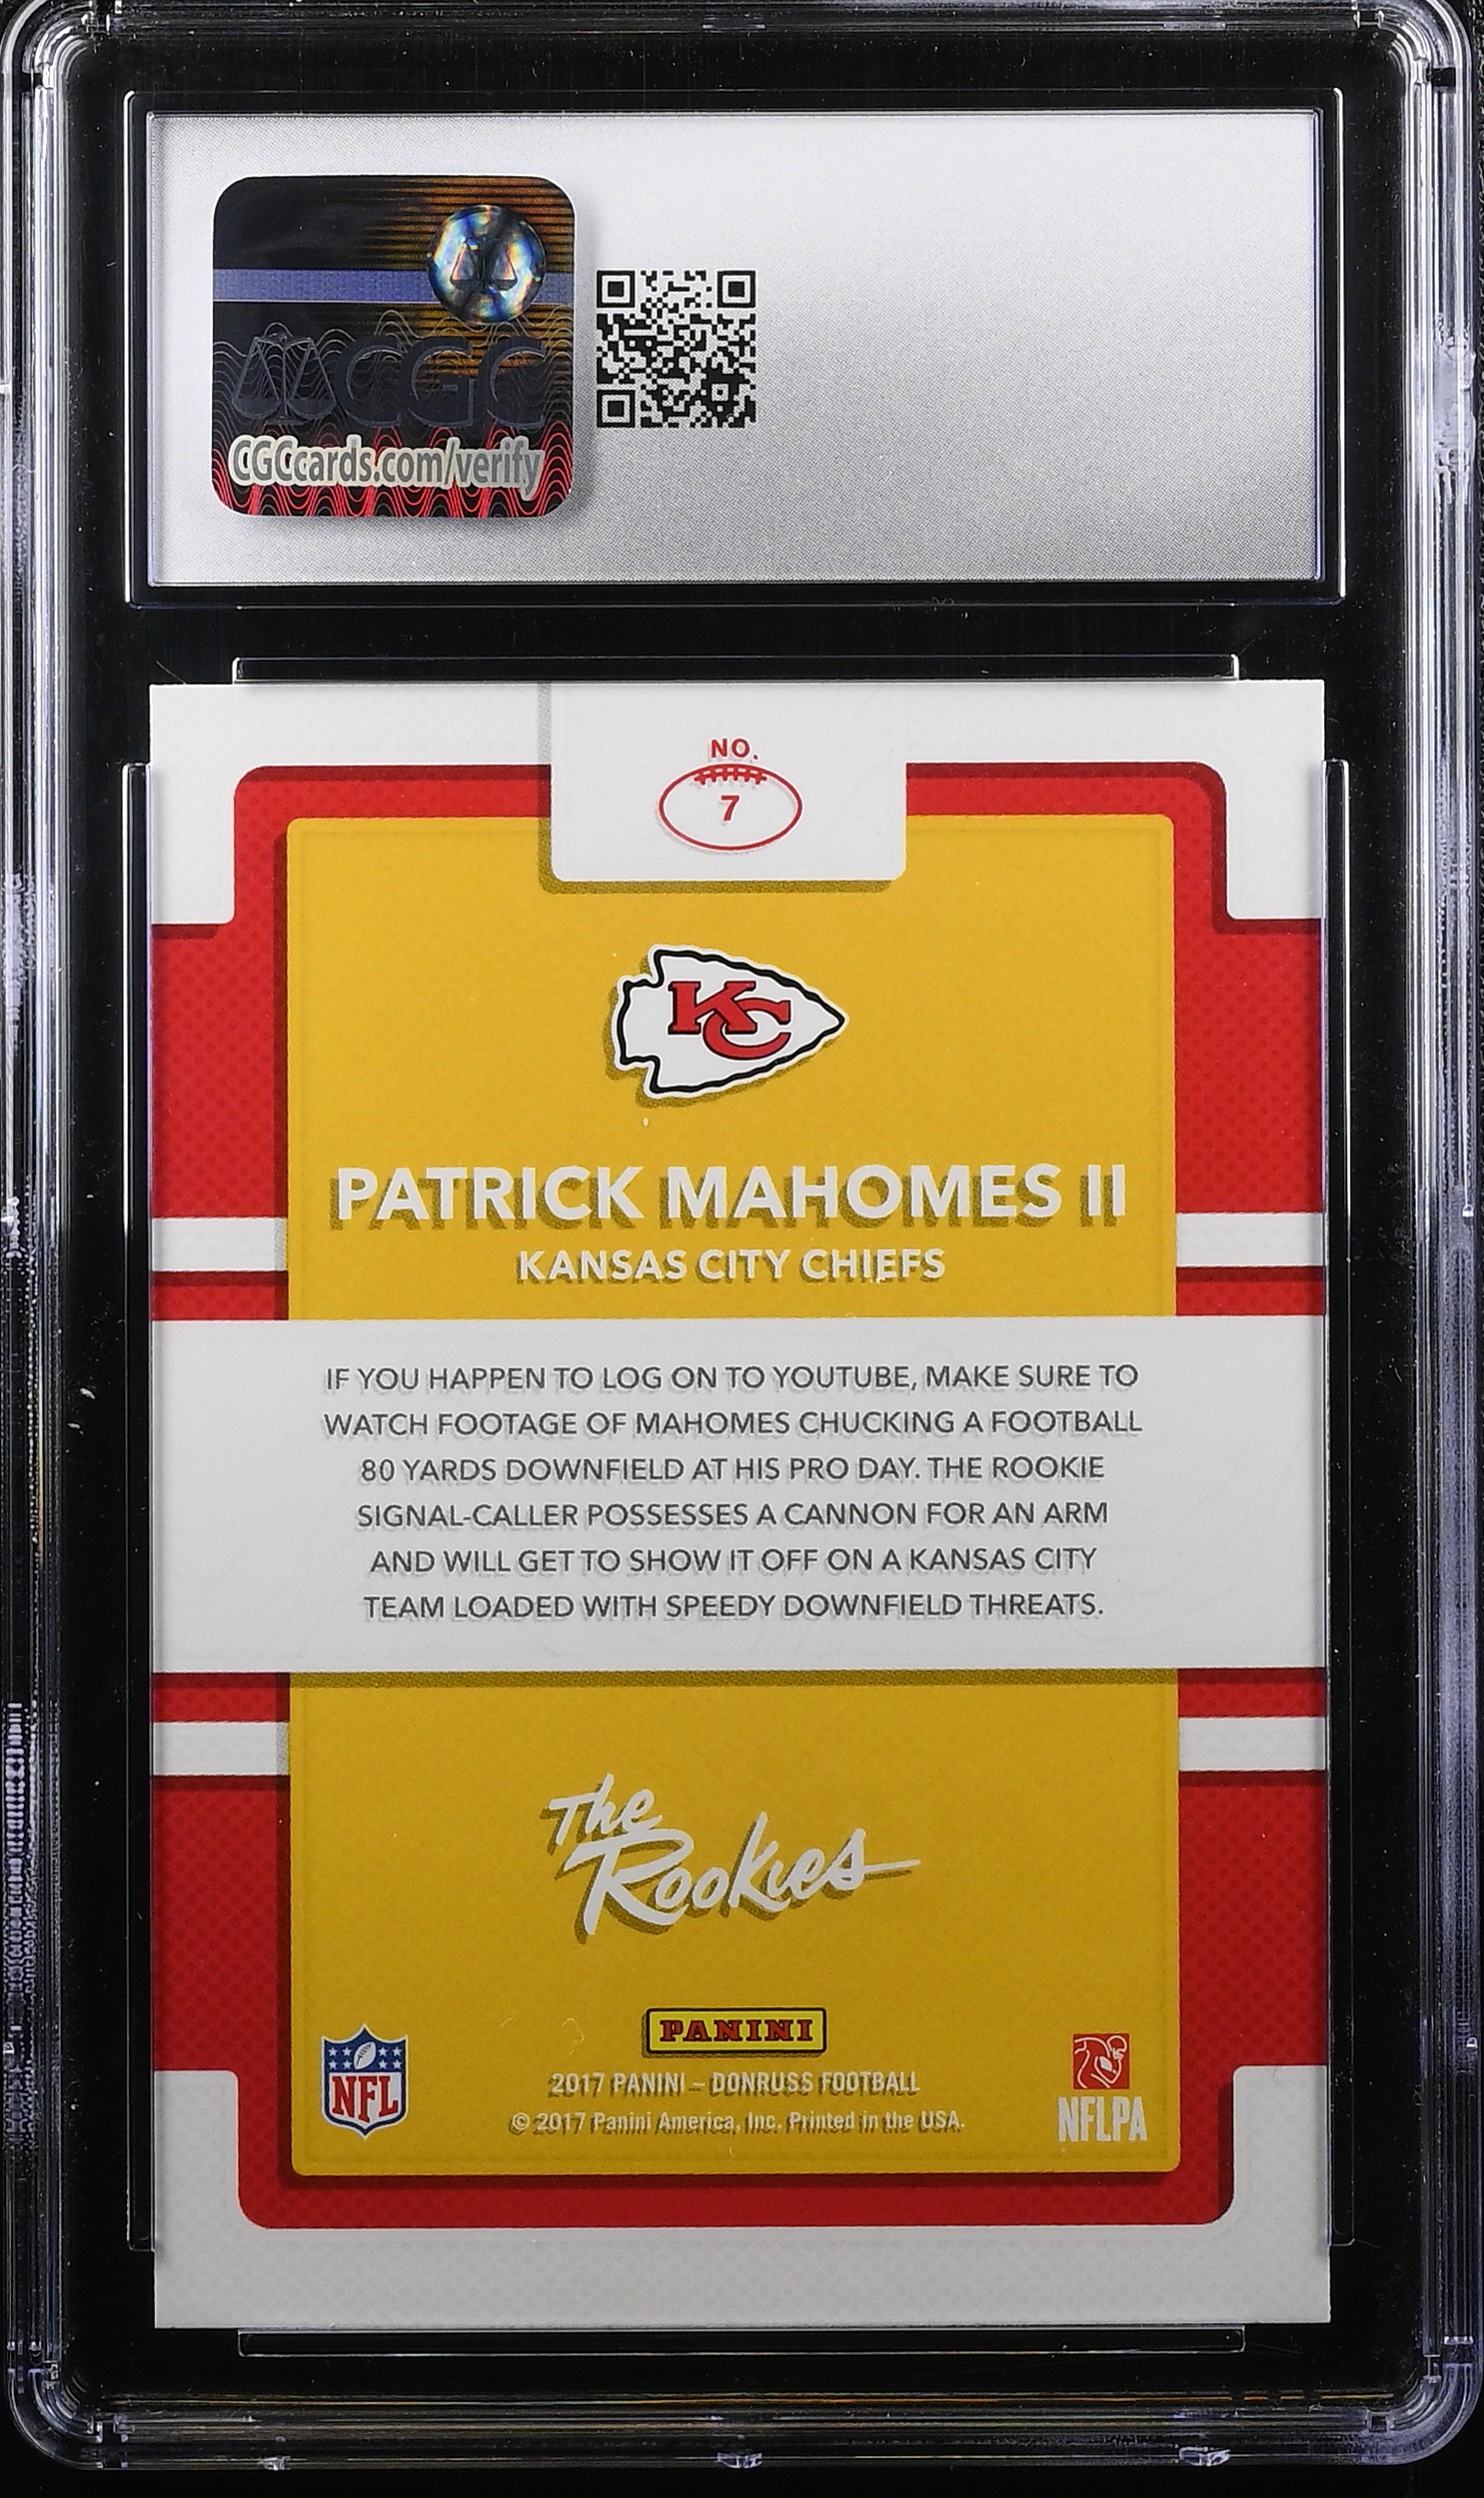 CGC
CGCcards.com/verify
NO.
7
KC
PATRICK MAHOMES II
KANSAS CITY CHIEFS
IF YOU HAPPEN TO LOG ON TO YOUTUBE, MAKE SURE TO
WATCH FOOTAGE OF MAHOMES CHUCKING A FOOTBALL
80 YARDS DOWNFIELD AT HIS PRO DAY. THE ROOKIE
SIGNAL-CALLER POSSESSES A CANNON FOR AN ARM
AND WILL GET TO SHOW IT OFF ON A KANSAS CITY
TEAM LOADED WITH SPEEDY DOWNFIELD THREATS.
The
Rookies
PANINI
NFL
2017 PANINI – DONRUSS FOOTBALL
© 2017 Panini America, Inc. Printed in the USA.
NFLPA